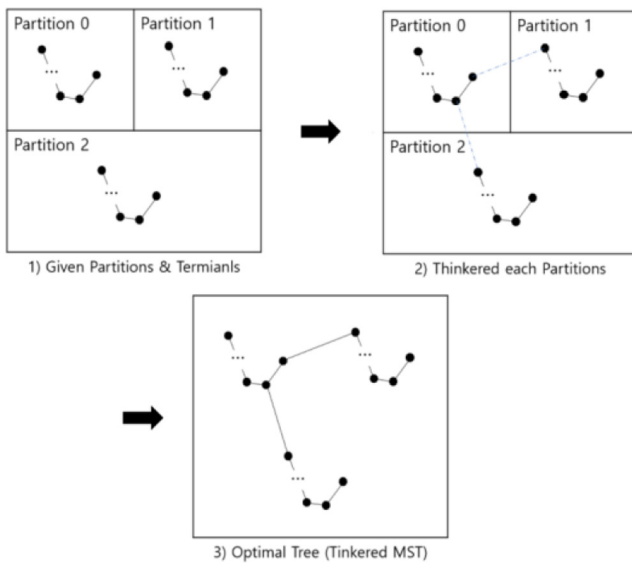 Partition 0
Partition 1
Partition 2
1) Given Partitions & Termianls
Partition 0
Partition 1
Partition 2
2) Thinkered each Partitions
3) Optimal Tree (Tinkered MST)